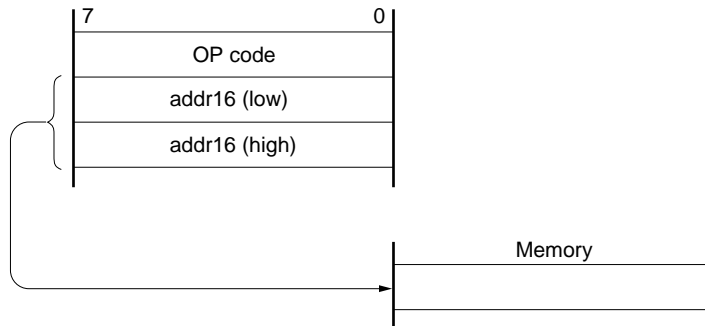 7 0
OP code
addr16 (low)
addr16 (high)
Memory